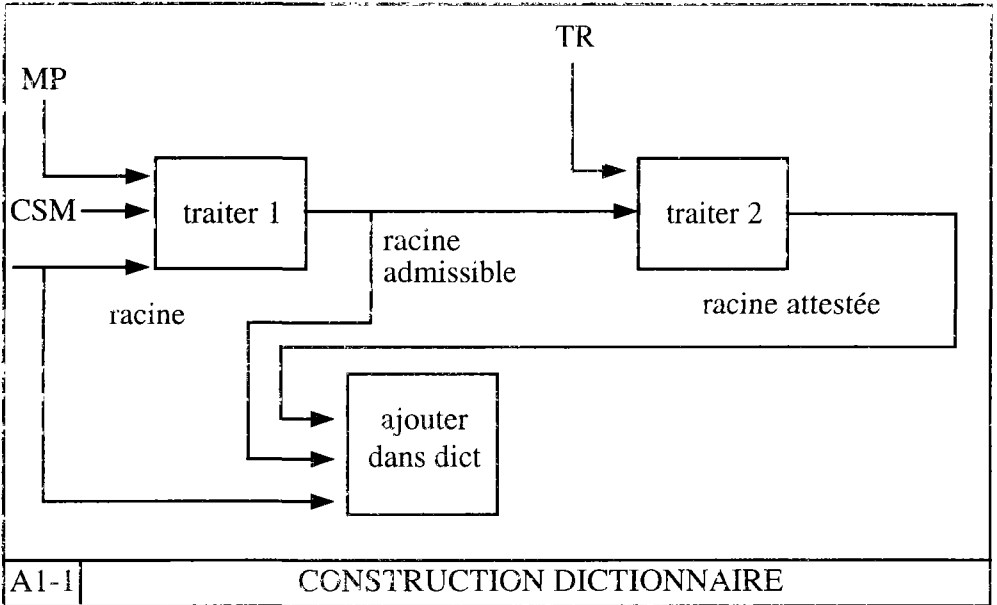 TR
MP
CSM
traiter 1
traiter 2
racine
admissible
racine
racine attestée
ajouter
dans dict
A1-1
CONSTRUCTION DICTIONNAIRE